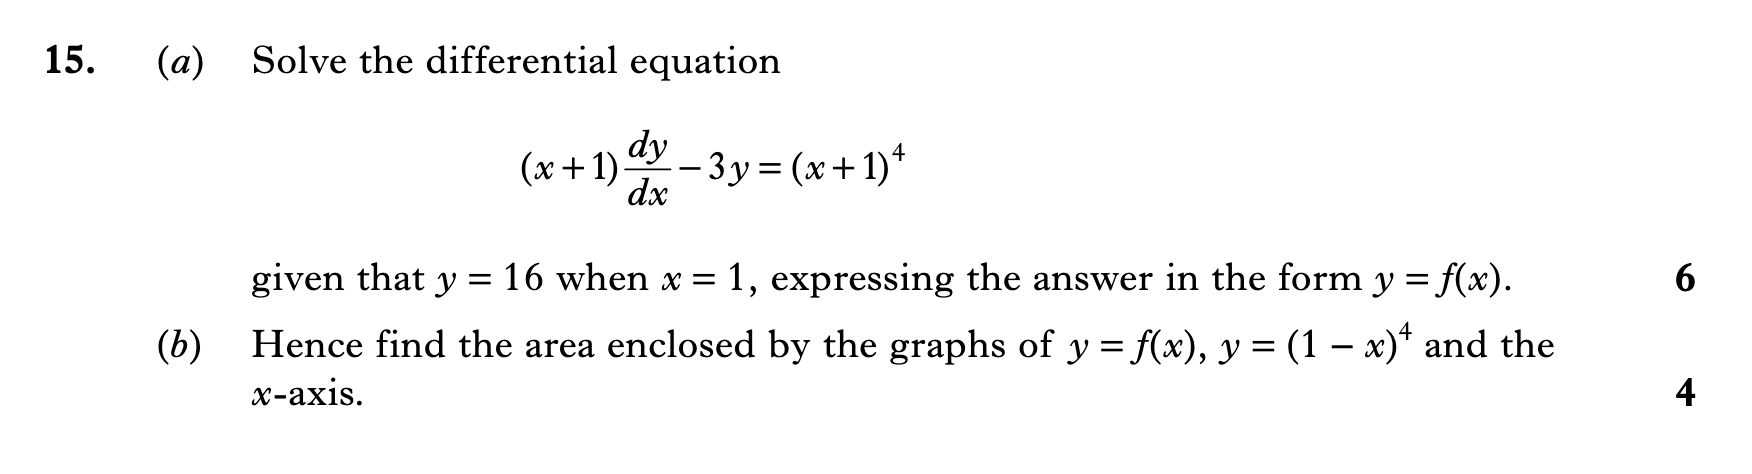 15. (a) Solve the differential equation
(x+1) dy/dx − 3y = (x+1)⁴
given that y = 16 when x = 1, expressing the answer in the form y = f(x). 6
(b) Hence find the area enclosed by the graphs of y = f(x), y = (1 − x)⁴ and the
x-axis. 4